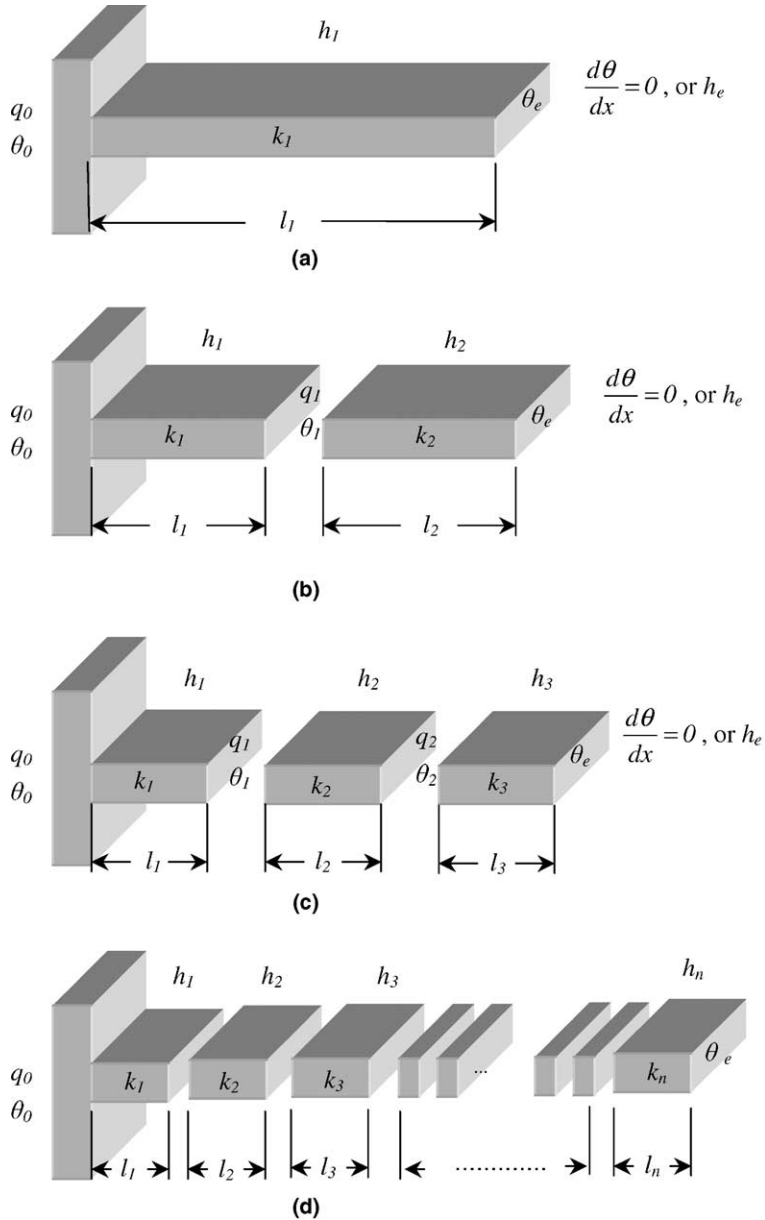 h₁
dθ/dx = 0 , or hₑ
q₀
θ₀
k₁
θₑ
l₁
(a)
h₁ h₂
dθ/dx = 0 , or hₑ
q₀
θ₀
q₁
θ₁
k₁ k₂
θₑ
l₁ l₂
(b)
h₁ h₂ h₃
dθ/dx = 0 , or hₑ
q₀
θ₀
q₁
θ₁
q₂
θ₂
k₁ k₂ k₃
θₑ
l₁ l₂ l₃
(c)
h₁ h₂ h₃ hₙ
q₀
θ₀
k₁ k₂ k₃ ... kₙ
θₑ
l₁ l₂ l₃ .............. lₙ
(d)